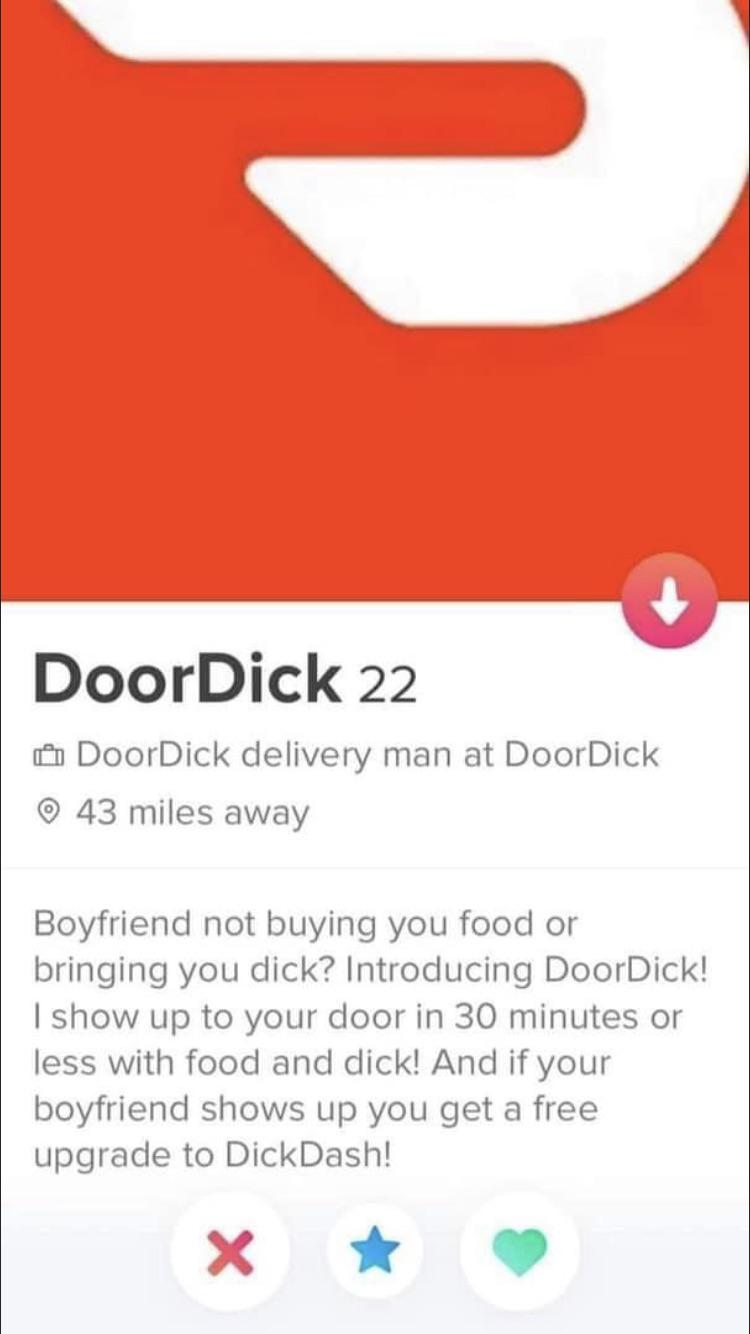 DoorDick 22
DoorDick delivery man at DoorDick
43 miles away
Boyfriend not buying you food or
bringing you dick? Introducing DoorDick!
I show up to your door in 30 minutes or
less with food and dick! And if your
boyfriend shows up you get a free
upgrade to DickDash!